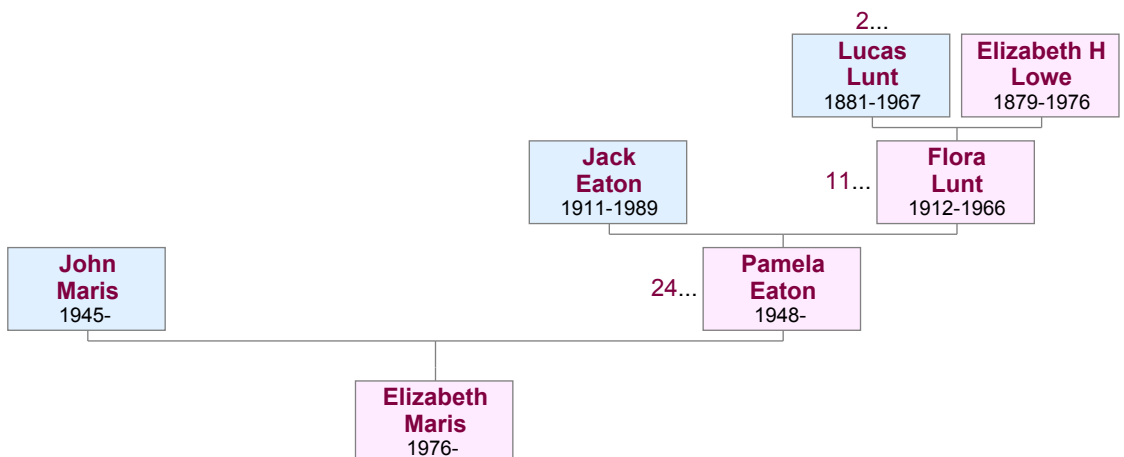 2...
Lucas
Lunt
1881-1967
Elizabeth H
Lowe
1879-1976
Jack
Eaton
1911-1989
11...
Flora
Lunt
1912-1966
John
Maris
1945-
24...
Pamela
Eaton
1948-
Elizabeth
Maris
1976-